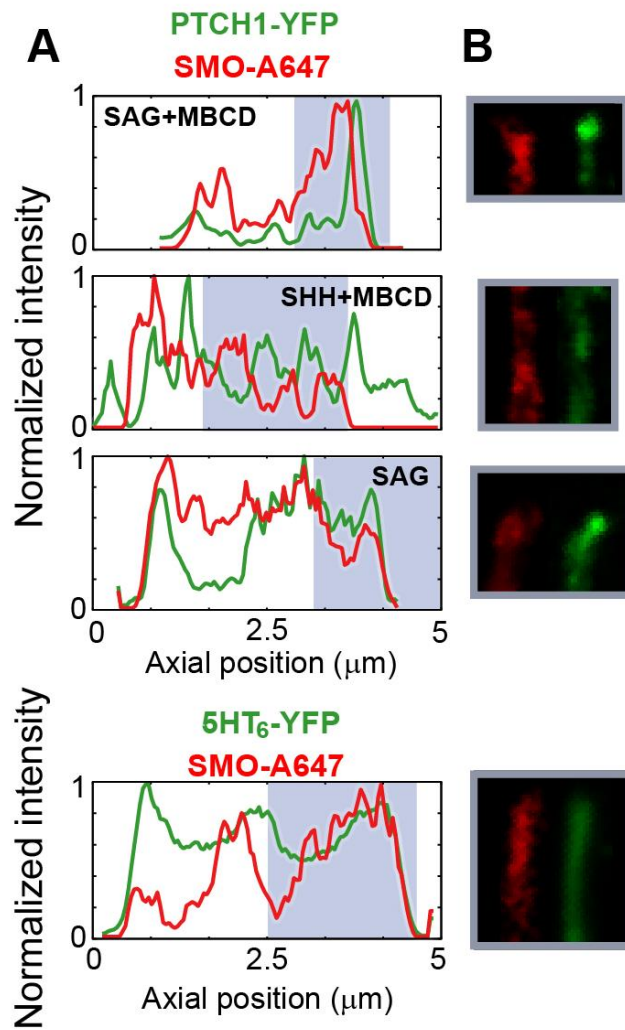 A
PTCH1-YFP
SMO-A647
B
Normalized intensity
1
SAG+MBCD
0
1
SHH+MBCD
0
1
SAG
0
0
2.5
5
Axial position (μm)
5HT₆-YFP
SMO-A647
Normalized intensity
1
0
0
2.5
5
Axial position (μm)